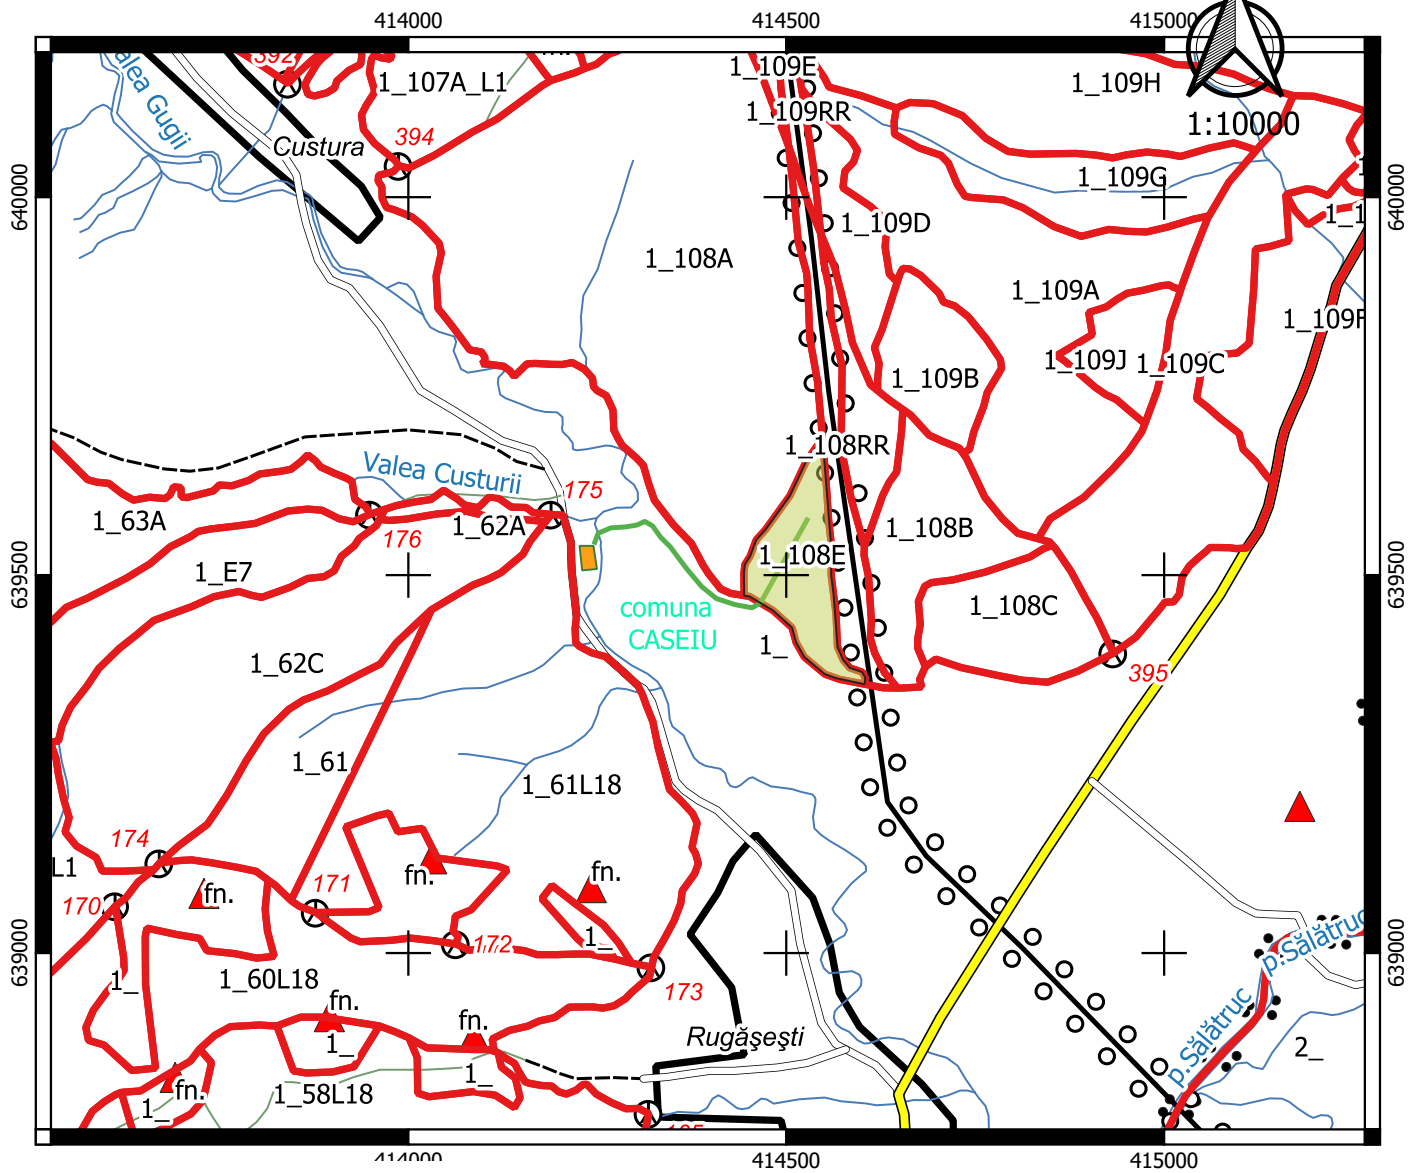 414000
414500
415000
1:10000
640000
640000
639500
639500
639000
639000
392
fn.
1_107A_L1
1_109E
1_109H
1_109RR
alea Gugii
Custura
394
1_109G
1_1
1_109D
1_108A
1_109A
1_109F
1_109J
1_109C
1_109B
1_108RR
Valea Custurii
175
1_63A
176
1_62A
1_108B
1_108E
1_E7
1_108C
comuna
CASEIU
1_
1_62C
395
1_61
1_61L18
174
L1
fn.
171
fn.
fn.
170
172
1_
1_
1_60L18
173
p.Sălătruc
fn.
fn.
Rugăşeşti
p.Sălătruc
1_
2_
1_
fn.
1_58L18
1_
414000
414500
415000